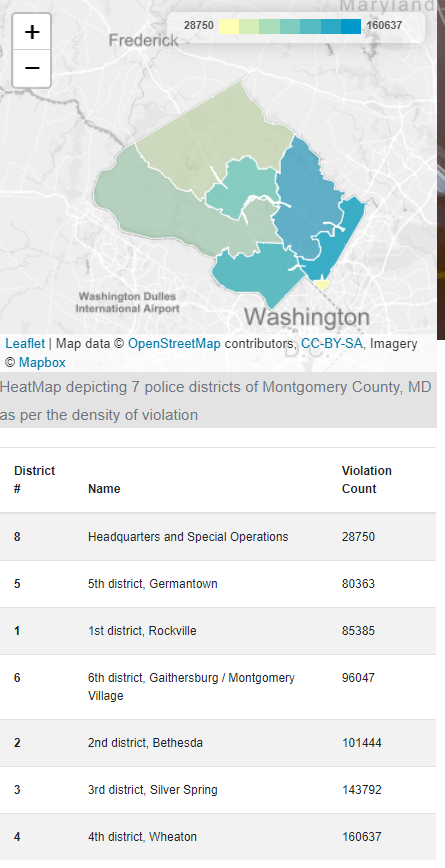 Maryland
+
28750
160637
Frederick
−
Washington Dulles
International Airport
Washington
D.C.
Leaflet | Map data © OpenStreetMap contributors, CC-BY-SA, Imagery
© Mapbox
HeatMap depicting 7 police districts of Montgomery County, MD
as per the density of violation
District
#
Name
Violation
Count
8 Headquarters and Special Operations 28750
5 5th district, Germantown 80363
1 1st district, Rockville 85385
6 6th district, Gaithersburg / Montgomery
Village 96047
2 2nd district, Bethesda 101444
3 3rd district, Silver Spring 143792
4 4th district, Wheaton 160637